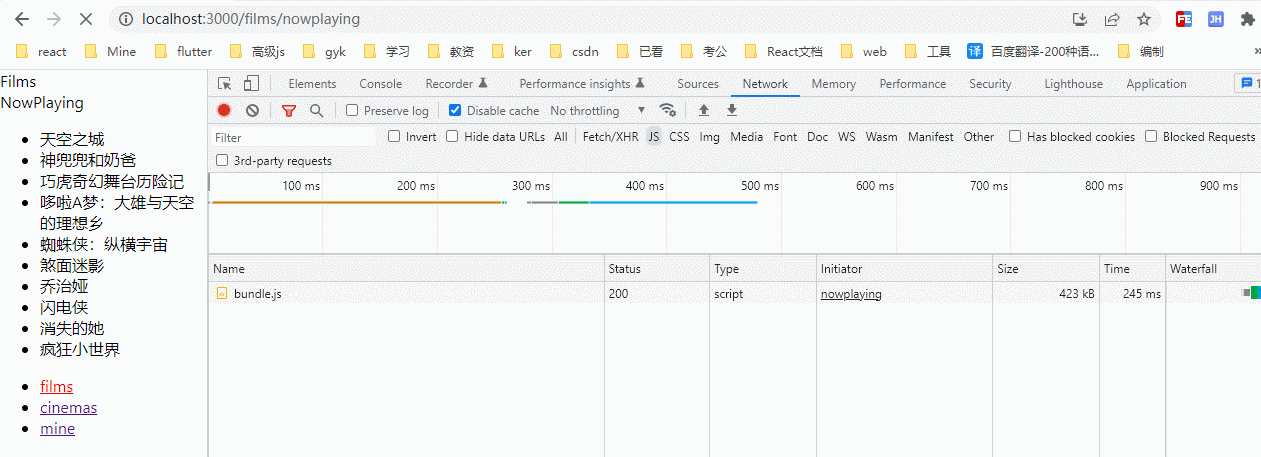 localhost:3000/films/nowplaying
react Mine flutter 高级js gyk 学习 教资 ker csdn 已看 考公 React文档 web 工具 译 百度翻译-200种语... 编制 »
Films
NowPlaying
天空之城
神兜兜和奶爸
巧虎奇幻舞台历险记
哆啦A梦：大雄与天空
的理想乡
蜘蛛侠：纵横宇宙
煞面迷影
乔治娅
闪电侠
消失的她
疯狂小世界
films
cinemas
mine
Elements Console Recorder Performance insights Sources Network Memory Performance Security Lighthouse Application 1
Preserve log Disable cache No throttling
Filter Invert Hide data URLs All Fetch/XHR JS CSS Img Media Font Doc WS Wasm Manifest Other Has blocked cookies Blocked Requests
3rd-party requests
100 ms 200 ms 300 ms 400 ms 500 ms 600 ms 700 ms 800 ms 900 ms
Name Status Type Initiator Size Time Waterfall
bundle.js 200 script nowplaying 423 kB 245 ms